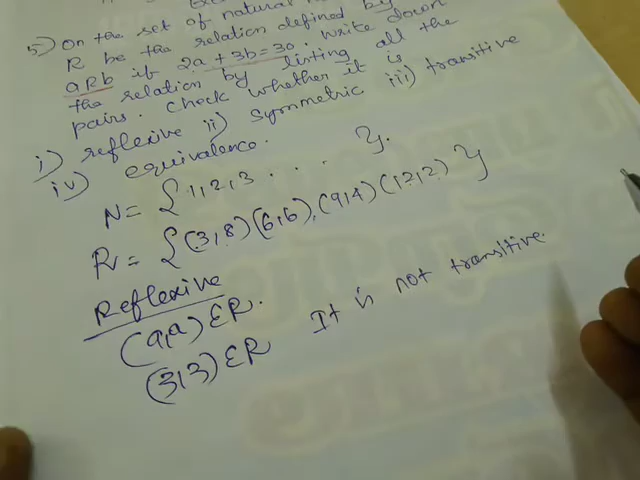 5) On the set of natural
R be the relation defined by
aRb if 2a + 3b = 30. write down
the relation by listing all the
pairs. Check whether it is
i) reflexive ii) symmetric iii) transitive
iv) equivalence.
N = { 1, 2, 3 . . . }.
R = { (3,8) (6,6), (9,4) (12,2) }
Reflexive
(a,a) ∈ R.
(3,3) ∈ R It is not transitive.